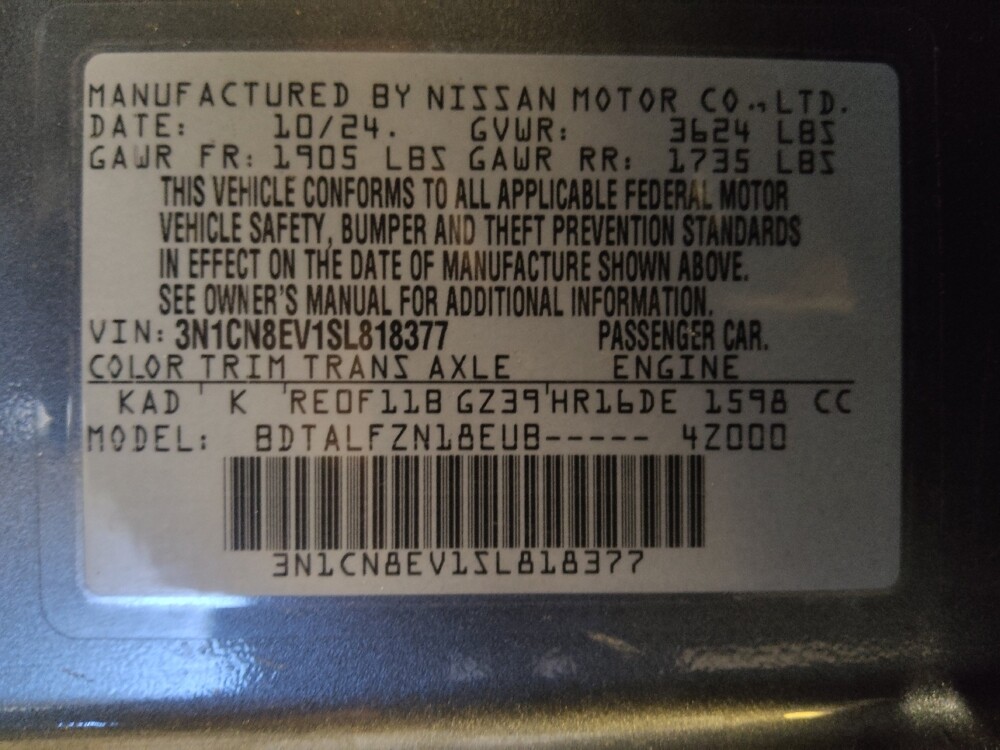 MANUFACTURED BY NISSAN MOTOR CO.,LTD.
DATE: 10/24. GVWR: 3624 LBS
GAWR FR: 1905 LBS GAWR RR: 1735 LBS
THIS VEHICLE CONFORMS TO ALL APPLICABLE FEDERAL MOTOR
VEHICLE SAFETY, BUMPER AND THEFT PREVENTION STANDARDS
IN EFFECT ON THE DATE OF MANUFACTURE SHOWN ABOVE.
SEE OWNER'S MANUAL FOR ADDITIONAL INFORMATION.
VIN: 3N1CN8EV1SL818377 PASSENGER CAR.
COLOR TRIM TRANS AXLE ENGINE
KAD K RE0F11B GZ39 HR16DE 1598 CC
MODEL: BDTALFZN18EUB----- 4Z000
3N1CN8EV1SL818377